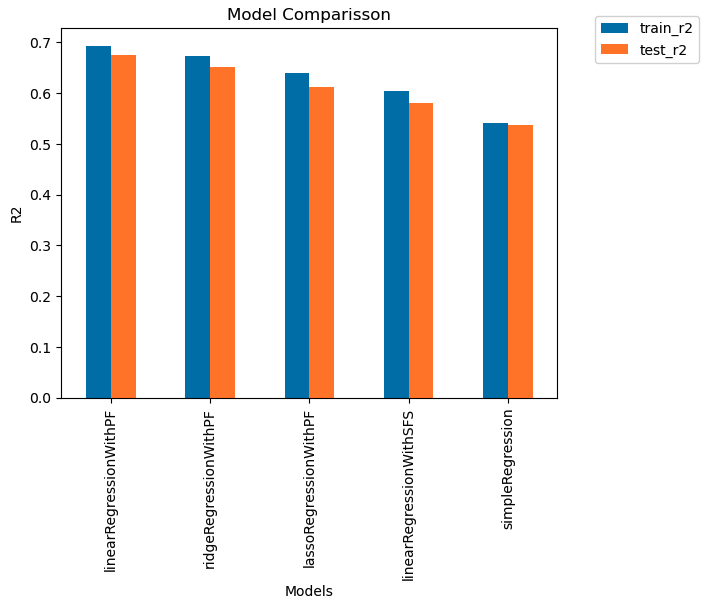 Model Comparisson
train_r2
test_r2
R2
0.7
0.6
0.5
0.4
0.3
0.2
0.1
0.0
linearRegressionWithPF
ridgeRegressionWithPF
lassoRegressionWithPF
linearRegressionWithSFS
simpleRegression
Models